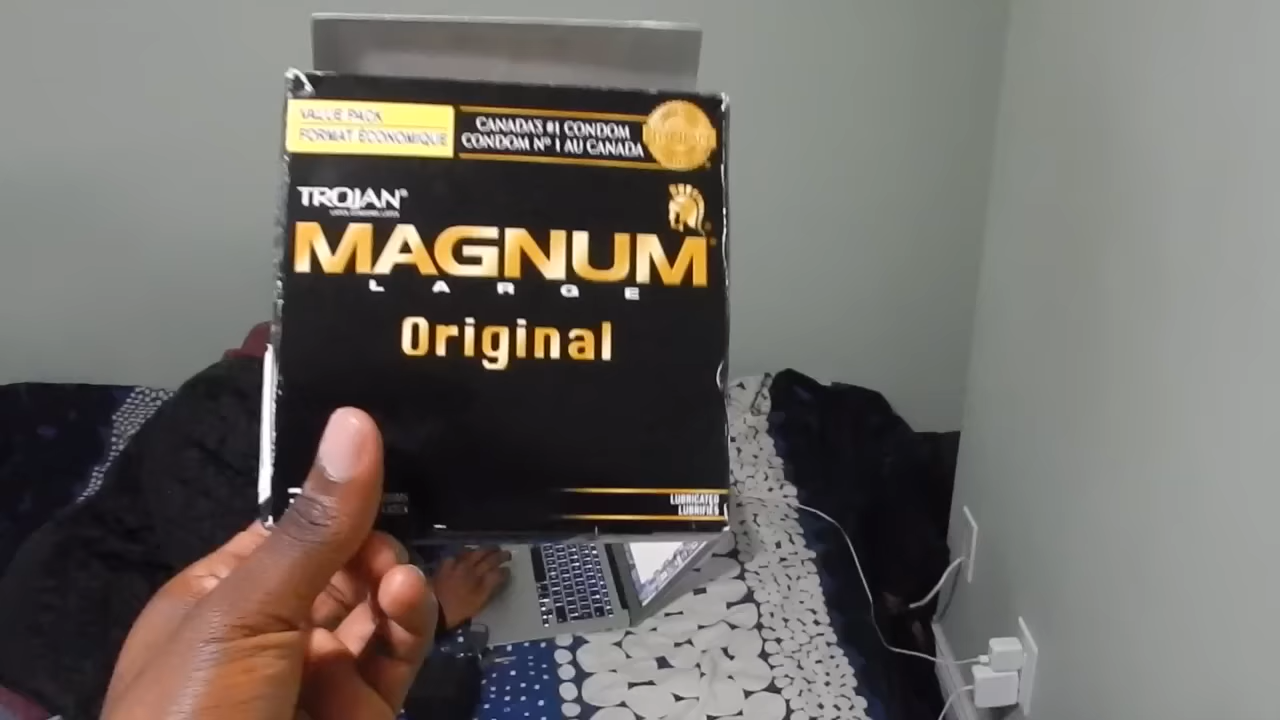 VALUE PACK
FORMAT ÉCONOMIQUE
CANADA'S #1 CONDOM
CONDOM Nº 1 AU CANADA
TROJAN®
MAGNUM
LARGE
Original
LUBRICATED
LUBRIFIÉS